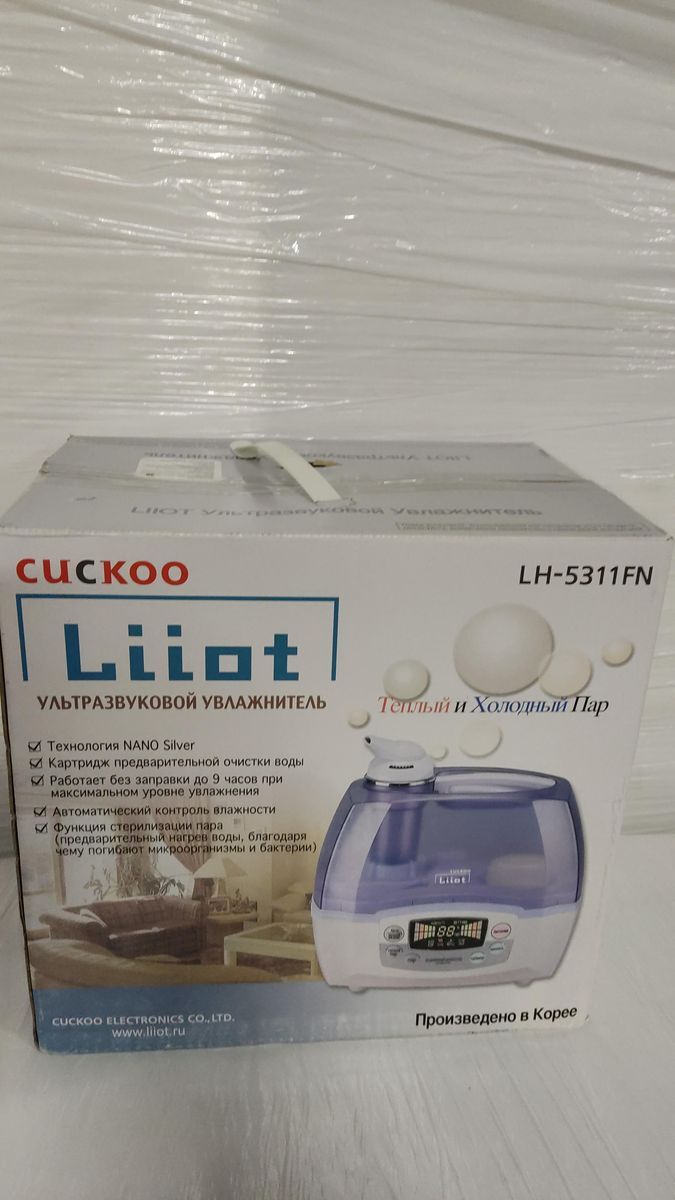 LIIOT Ультразвуковой Увлажнитель
CUCKOO
LH-5311FN
Liiot
УЛЬТРАЗВУКОВОЙ УВЛАЖНИТЕЛЬ
Теплый и Холодный Пар
Технология NANO Silver
Картридж предварительной очистки воды
Работает без заправки до 9 часов при
максимальном уровне увлажнения
Автоматический контроль влажности
Функция стерилизации пара
(предварительный нагрев воды, благодаря
чему погибают микроорганизмы и бактерии)
CUCKOO
Liiot
88
CUCKOO ELECTRONICS CO.,LTD.
www.liiot.ru
Произведено в Корее